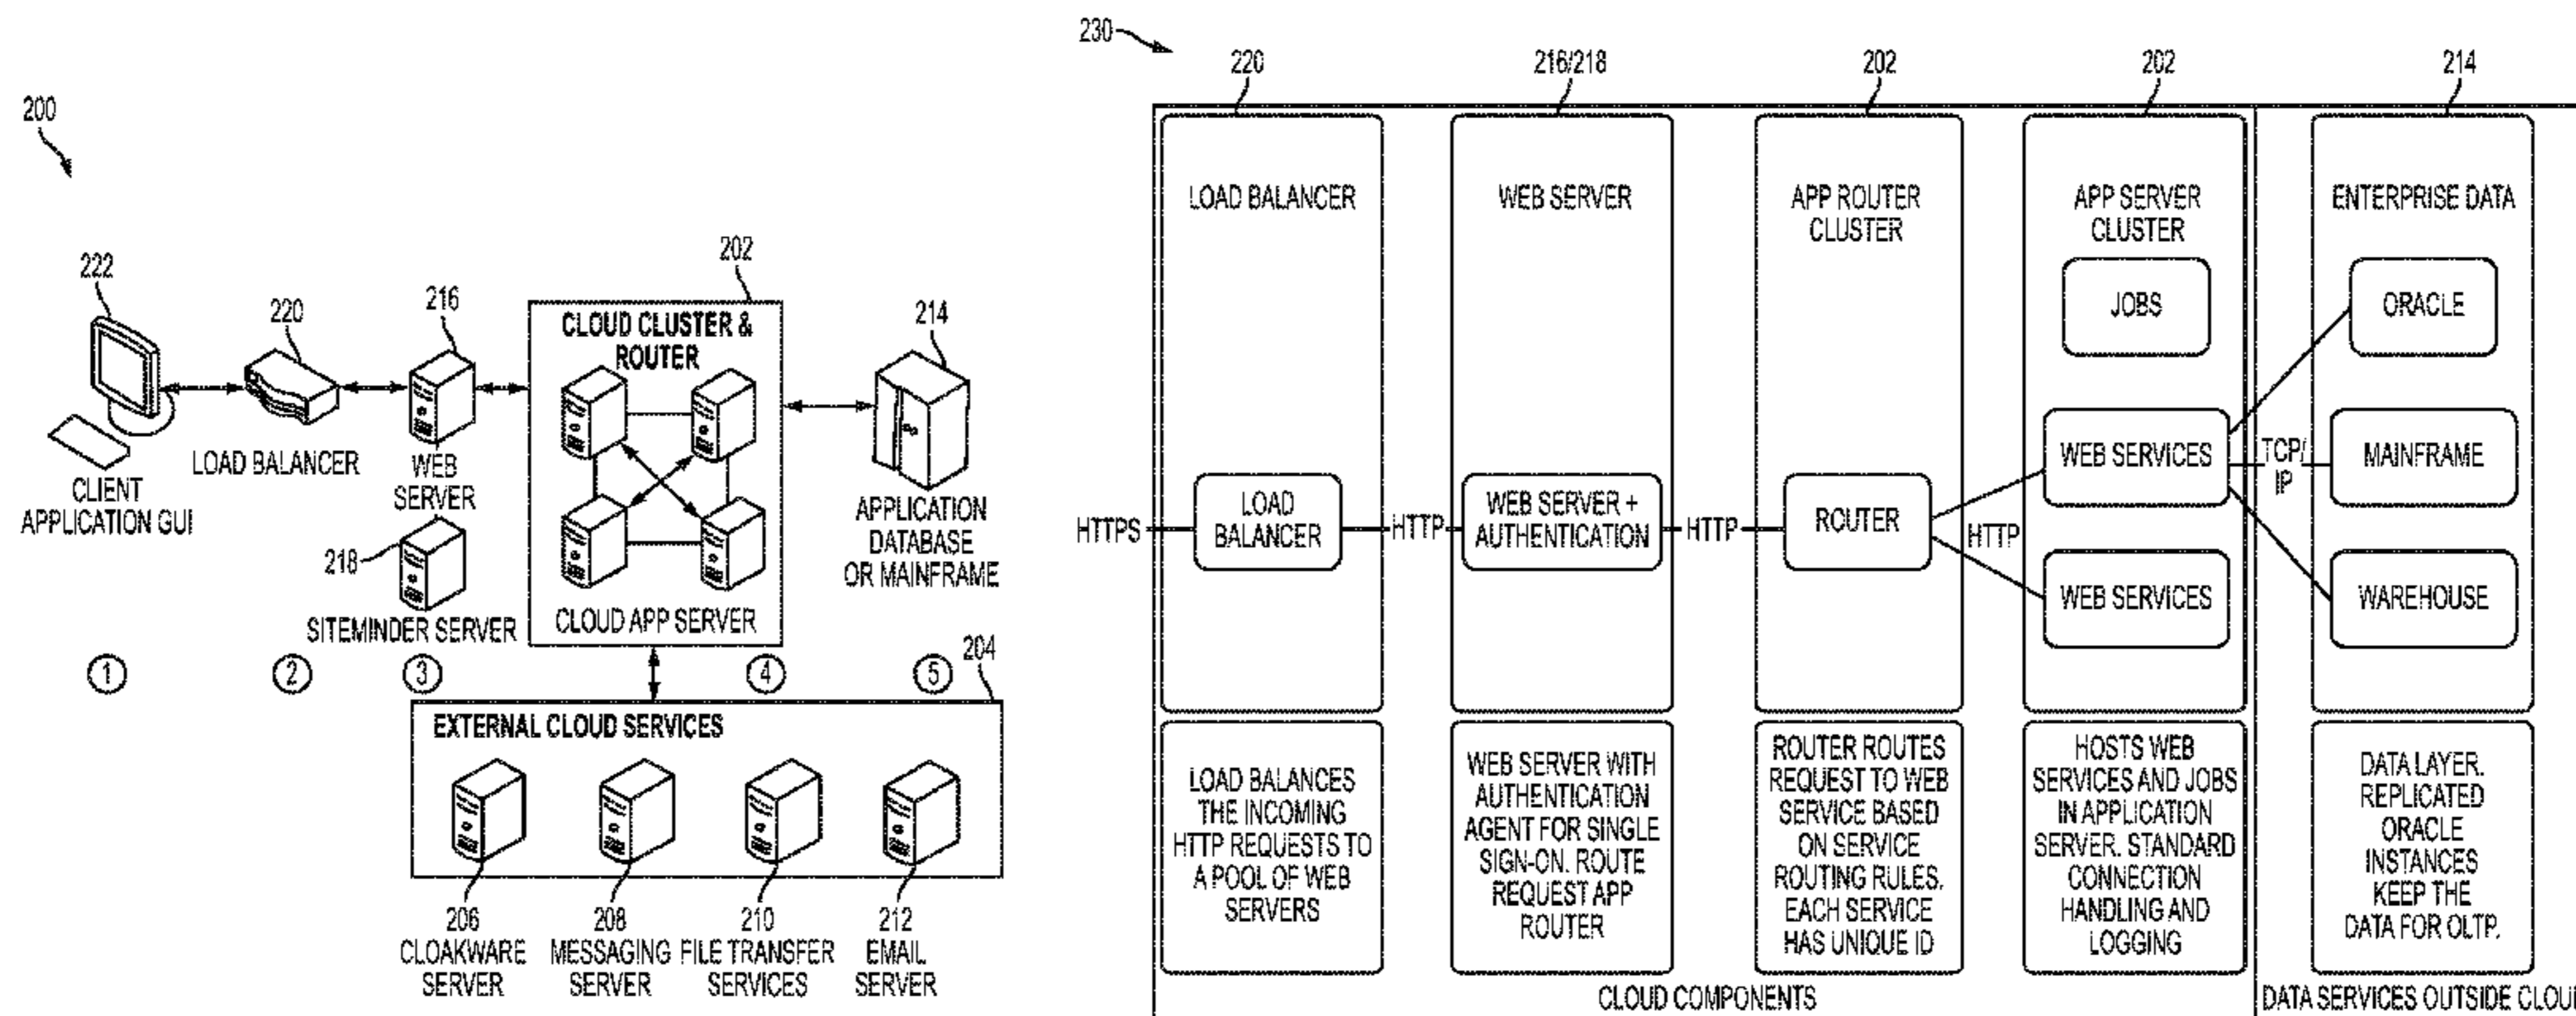 200
222
220
216
202
214
CLOUD CLUSTER &
ROUTER
LOAD BALANCER
WEB
SERVER
CLIENT
APPLICATION GUI
218
SITEMINDER SERVER
CLOUD APP SERVER
APPLICATION
DATABASE
OR MAINFRAME
1
2
3
4
5
204
EXTERNAL CLOUD SERVICES
206
CLOAKWARE
SERVER
208
MESSAGING
SERVER
210
FILE TRANSFER
SERVICES
212
EMAIL
SERVER
230
220
216/218
202
202
214
LOAD BALANCER
WEB SERVER
APP ROUTER
CLUSTER
APP SERVER
CLUSTER
ENTERPRISE DATA
JOBS
ORACLE
WEB SERVICES
TCP/
IP
MAINFRAME
HTTPS
LOAD
BALANCER
HTTP
WEB SERVER +
AUTHENTICATION
HTTP
ROUTER
HTTP
WEB SERVICES
WAREHOUSE
LOAD BALANCES
THE INCOMING
HTTP REQUESTS TO
A POOL OF WEB
SERVERS
WEB SERVER WITH
AUTHENTICATION
AGENT FOR SINGLE
SIGN-ON. ROUTE
REQUEST APP
ROUTER
ROUTER ROUTES
REQUEST TO WEB
SERVICE BASED
ON SERVICE
ROUTING RULES.
EACH SERVICE
HAS UNIQUE ID
HOSTS WEB
SERVICES AND JOBS
IN APPLICATION
SERVER. STANDARD
CONNECTION
HANDLING AND
LOGGING
DATA LAYER.
REPLICATED
ORACLE
INSTANCES
KEEP THE
DATA FOR OLTP.
CLOUD COMPONENTS
DATA SERVICES OUTSIDE CLOUD